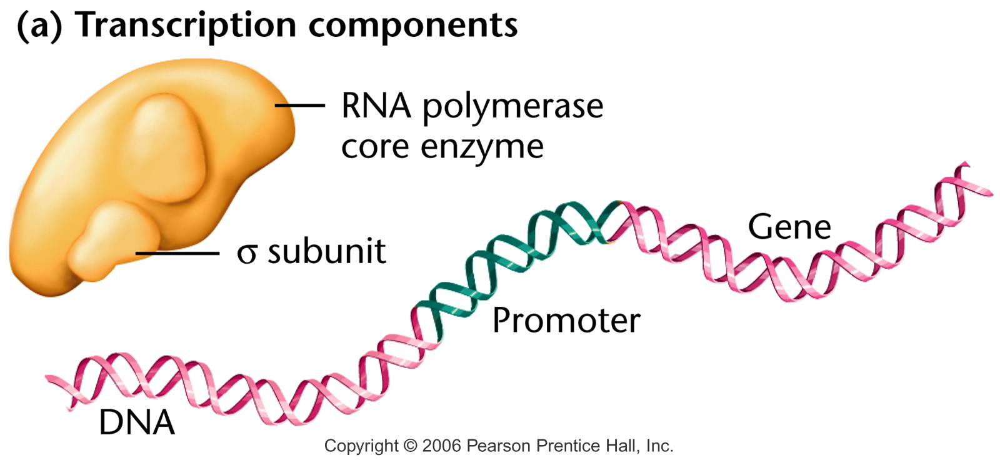 (a) Transcription components
RNA polymerase
core enzyme
σ subunit
Gene
Promoter
DNA
Copyright © 2006 Pearson Prentice Hall, Inc.